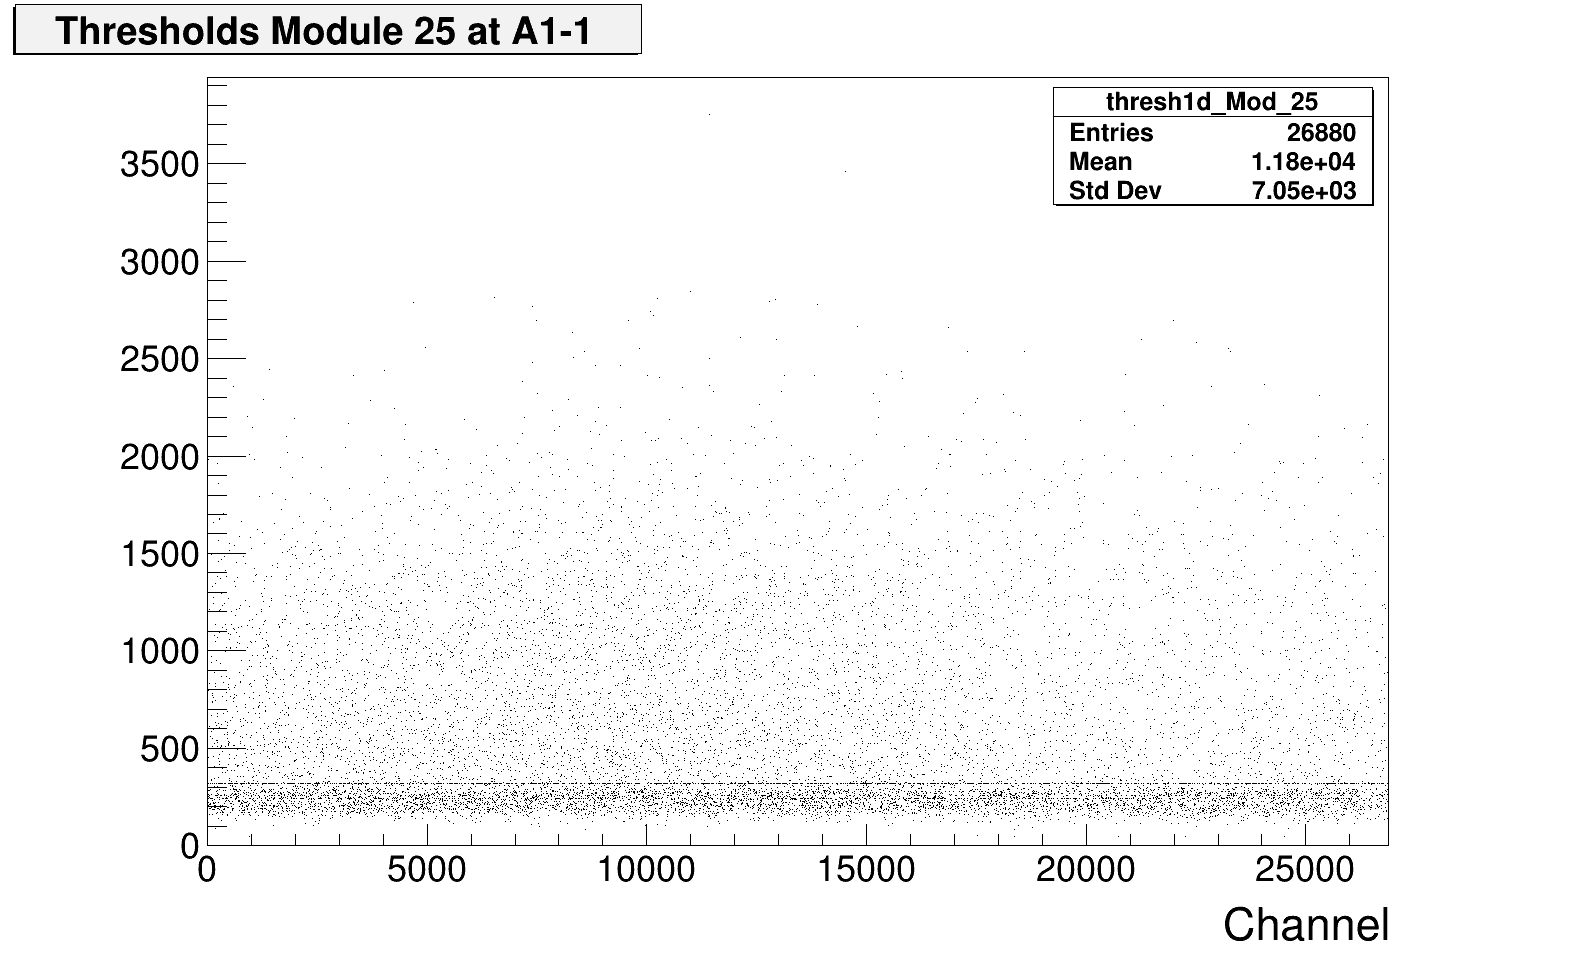 Thresholds Module 25 at A1-1
thresh1d_Mod_25
Entries 26880
Mean 1.18e+04
Std Dev 7.05e+03
3500
3000
2500
2000
1500
1000
500
0
0 5000 10000 15000 20000 25000
Channel